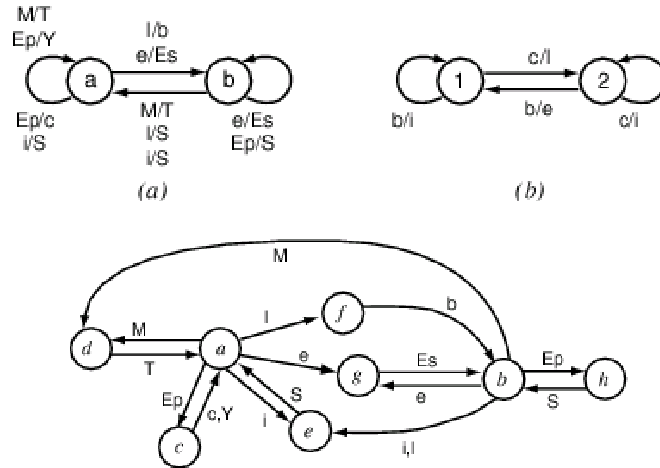 M/T
Ep/Y
I/b
e/Es
a
b
Ep/c
i/S
M/T
I/S
i/S
e/Es
Ep/S
(a)
c/I
1
2
b/i
b/e
c/i
(b)
M
I
f
b
d
M
T
a
e
g
Es
e
b
Ep
S
h
Ep
c,Y
c
i
S
e
i,I